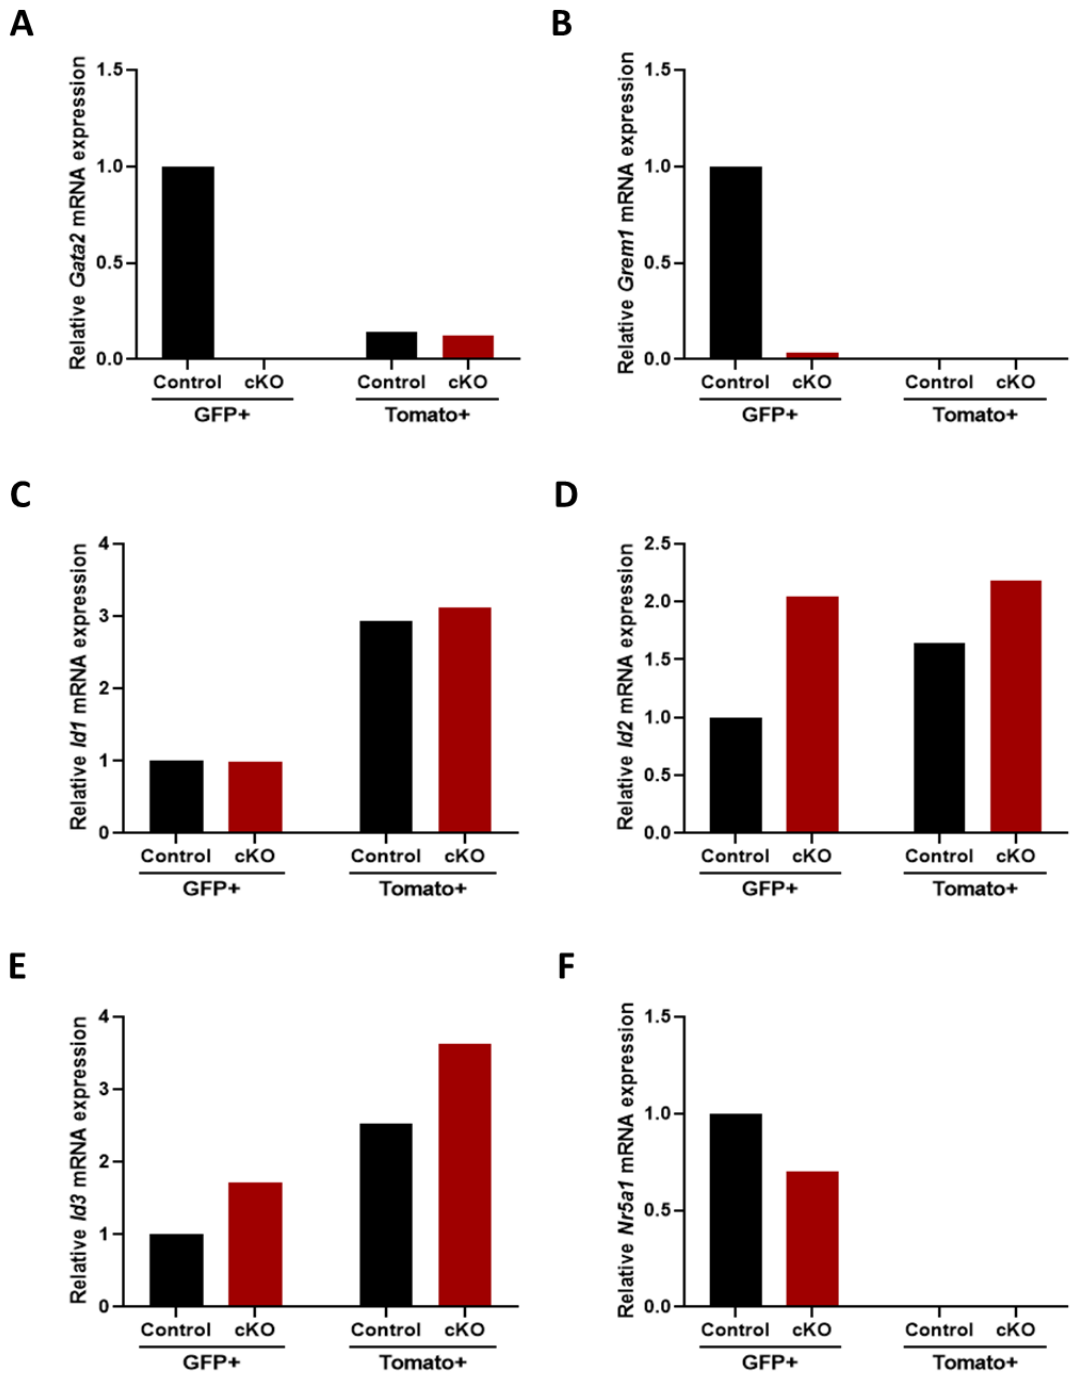 A
Relative Gata2 mRNA expression
1.5
1.0
0.5
0.0
Control cKO Control cKO
GFP+ Tomato+
B
Relative Grem1 mRNA expression
1.5
1.0
0.5
0.0
Control cKO Control cKO
GFP+ Tomato+
C
Relative Id1 mRNA expression
4
3
2
1
0
Control cKO Control cKO
GFP+ Tomato+
D
Relative Id2 mRNA expression
2.5
2.0
1.5
1.0
0.5
0.0
Control cKO Control cKO
GFP+ Tomato+
E
Relative Id3 mRNA expression
4
3
2
1
0
Control cKO Control cKO
GFP+ Tomato+
F
Relative Nr5a1 mRNA expression
1.5
1.0
0.5
0.0
Control cKO Control cKO
GFP+ Tomato+